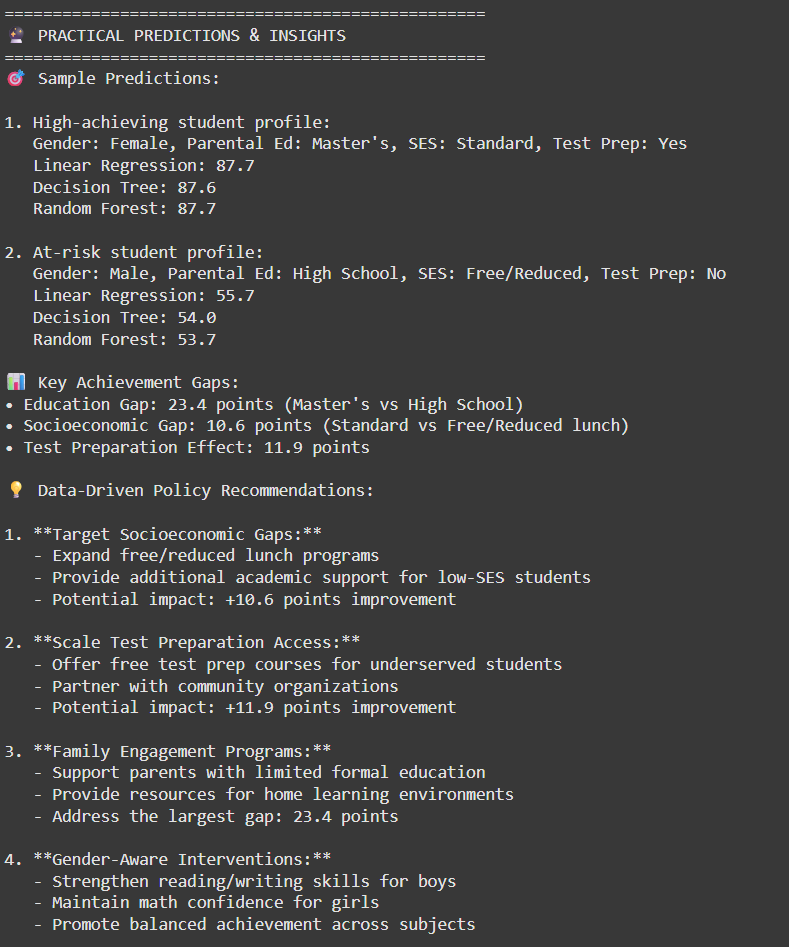 ==================================================
🔮 PRACTICAL PREDICTIONS & INSIGHTS
==================================================
🎯 Sample Predictions:
1. High-achieving student profile:
Gender: Female, Parental Ed: Master's, SES: Standard, Test Prep: Yes
Linear Regression: 87.7
Decision Tree: 87.6
Random Forest: 87.7
2. At-risk student profile:
Gender: Male, Parental Ed: High School, SES: Free/Reduced, Test Prep: No
Linear Regression: 55.7
Decision Tree: 54.0
Random Forest: 53.7
📊 Key Achievement Gaps:
• Education Gap: 23.4 points (Master's vs High School)
• Socioeconomic Gap: 10.6 points (Standard vs Free/Reduced lunch)
• Test Preparation Effect: 11.9 points
💡 Data-Driven Policy Recommendations:
1. **Target Socioeconomic Gaps:**
- Expand free/reduced lunch programs
- Provide additional academic support for low-SES students
- Potential impact: +10.6 points improvement
2. **Scale Test Preparation Access:**
- Offer free test prep courses for underserved students
- Partner with community organizations
- Potential impact: +11.9 points improvement
3. **Family Engagement Programs:**
- Support parents with limited formal education
- Provide resources for home learning environments
- Address the largest gap: 23.4 points
4. **Gender-Aware Interventions:**
- Strengthen reading/writing skills for boys
- Maintain math confidence for girls
- Promote balanced achievement across subjects